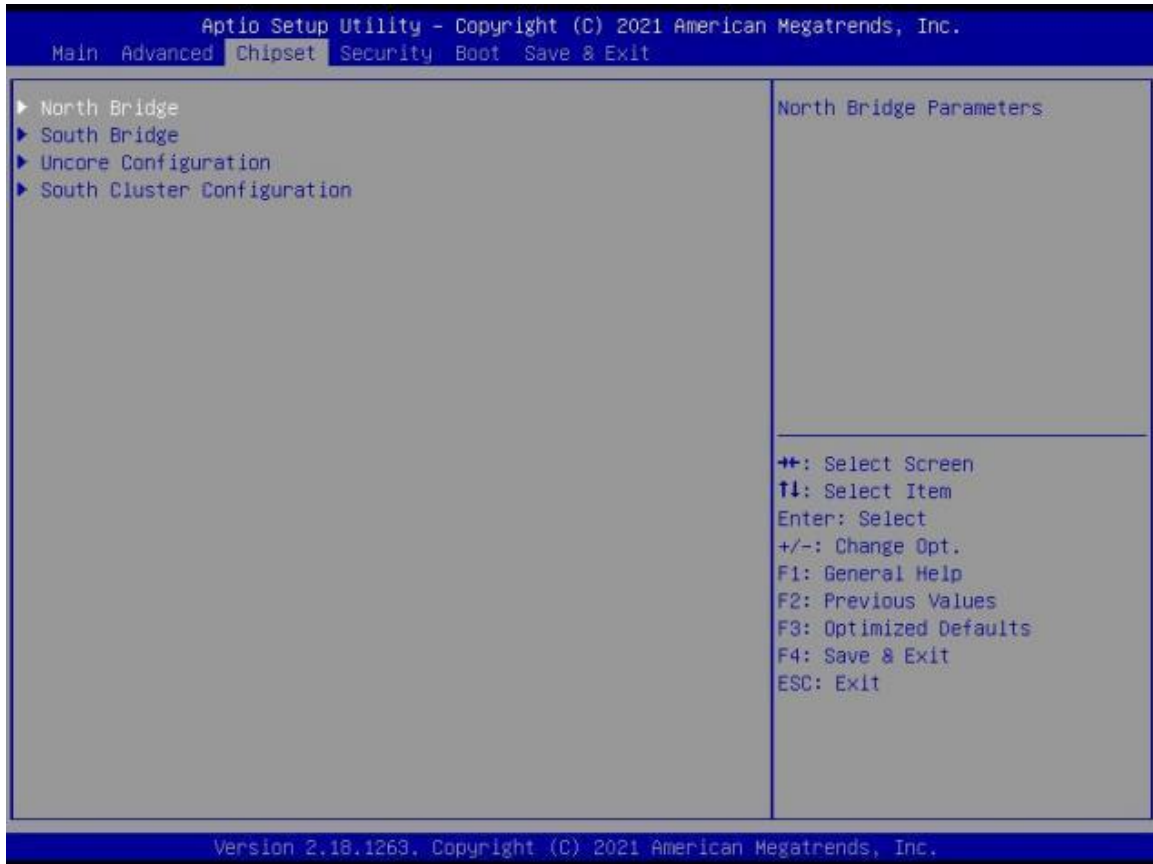 Aptio Setup Utility – Copyright (C) 2021 American Megatrends, Inc.
Main Advanced Chipset Security Boot Save & Exit
▶ North Bridge
▶ South Bridge
▶ Uncore Configuration
▶ South Cluster Configuration
North Bridge Parameters
→←: Select Screen
↑↓: Select Item
Enter: Select
+/-: Change Opt.
F1: General Help
F2: Previous Values
F3: Optimized Defaults
F4: Save & Exit
ESC: Exit
Version 2.18.1263. Copyright (C) 2021 American Megatrends, Inc.